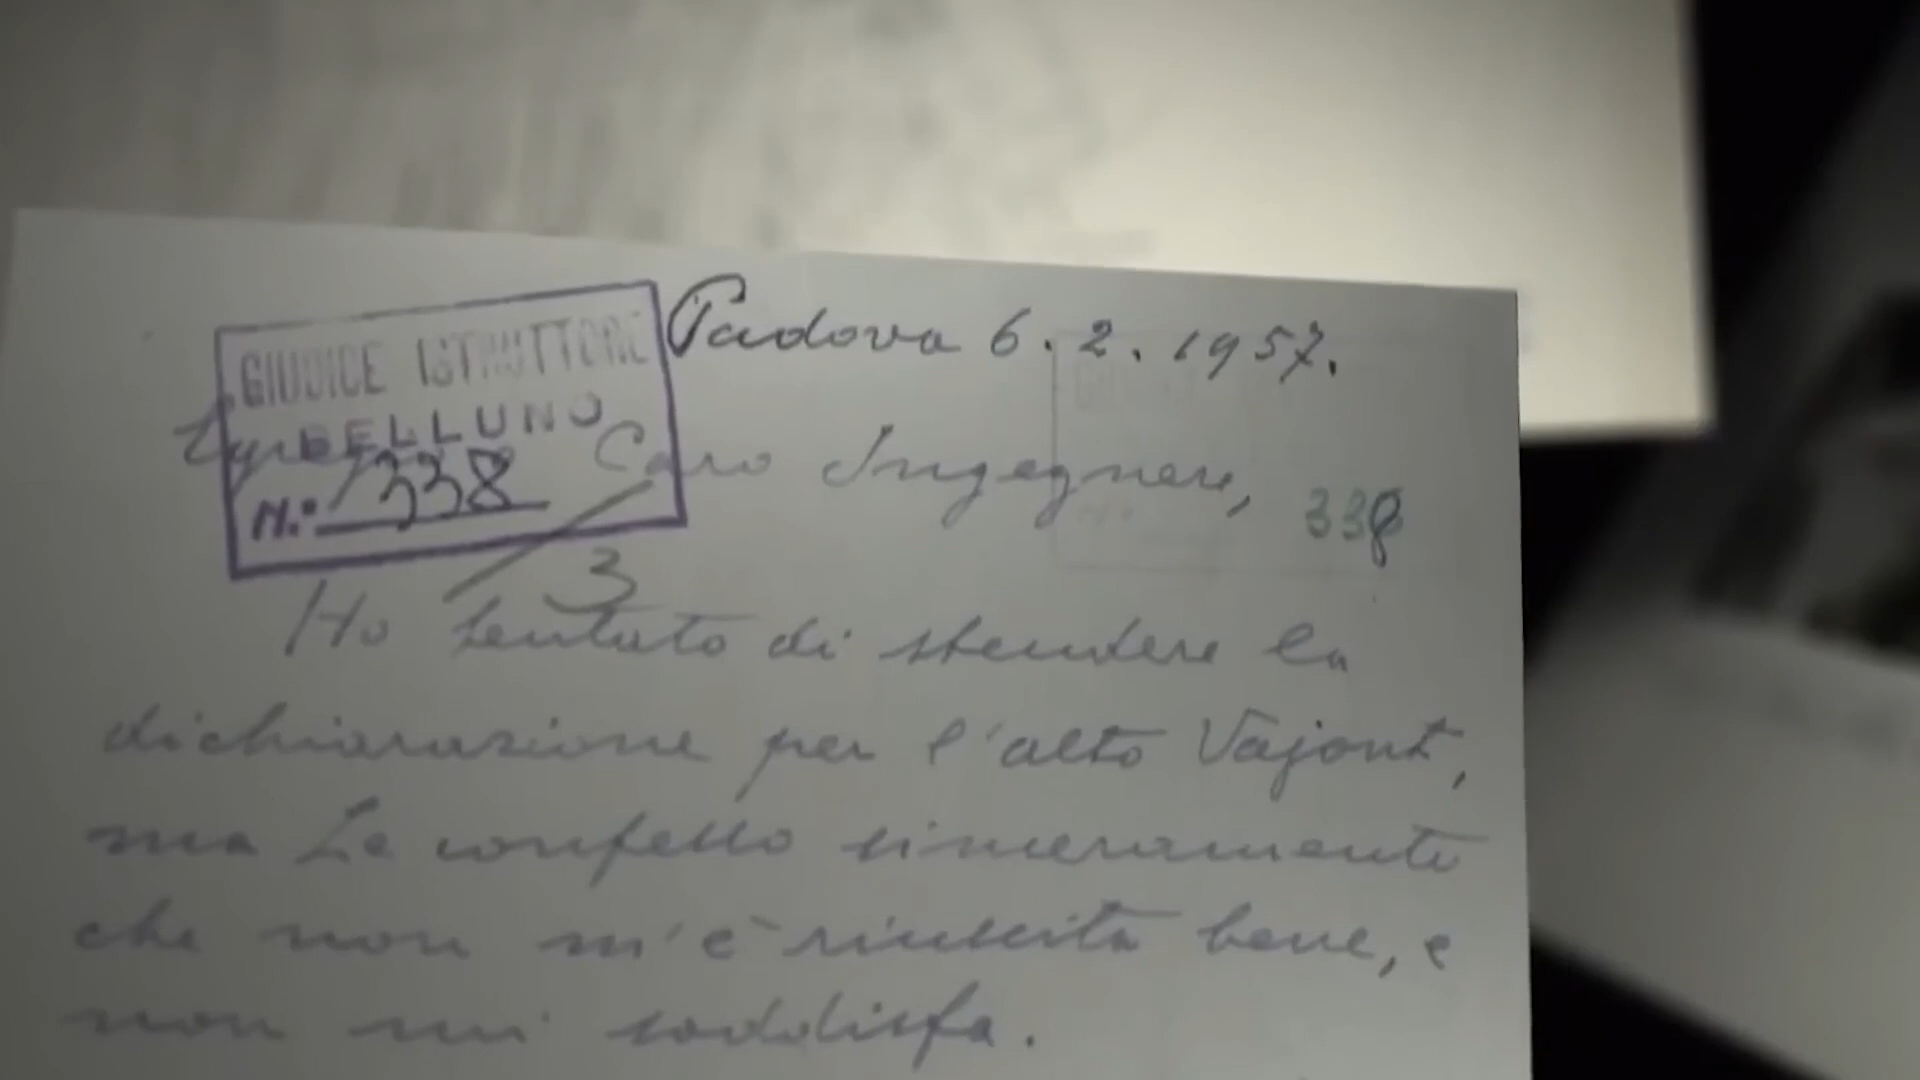 Padova 6.2.1957.
GIUDICE ISTRUTTORE
BELLUNO
N.° 338
Caro Ingegnere,
338
3
Ho tentato di stendere la
dichiarazione per l'alto Vajont,
ma Le confesso sinceramente
che non m'è riuscita bene, e
non mi soddisfa.